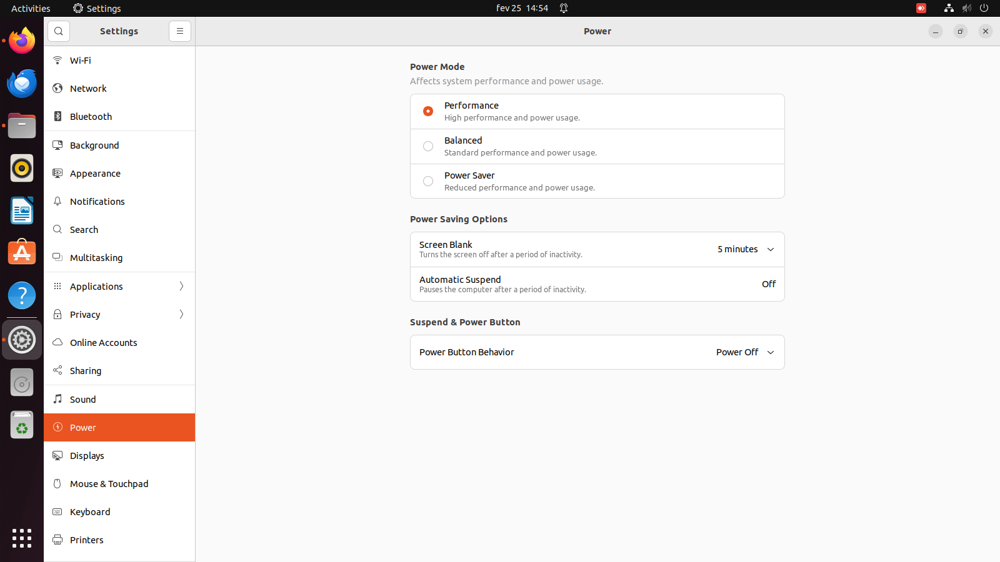 Activities
Settings
fev 25  14:54
Settings
Power
Wi-Fi
Network
Bluetooth
Background
Appearance
Notifications
Search
Multitasking
Applications
Privacy
Online Accounts
Sharing
Sound
Power
Displays
Mouse & Touchpad
Keyboard
Printers
Power Mode
Affects system performance and power usage.
Performance
High performance and power usage.
Balanced
Standard performance and power usage.
Power Saver
Reduced performance and power usage.
Power Saving Options
Screen Blank
Turns the screen off after a period of inactivity.
5 minutes
Automatic Suspend
Pauses the computer after a period of inactivity.
Off
Suspend & Power Button
Power Button Behavior
Power Off